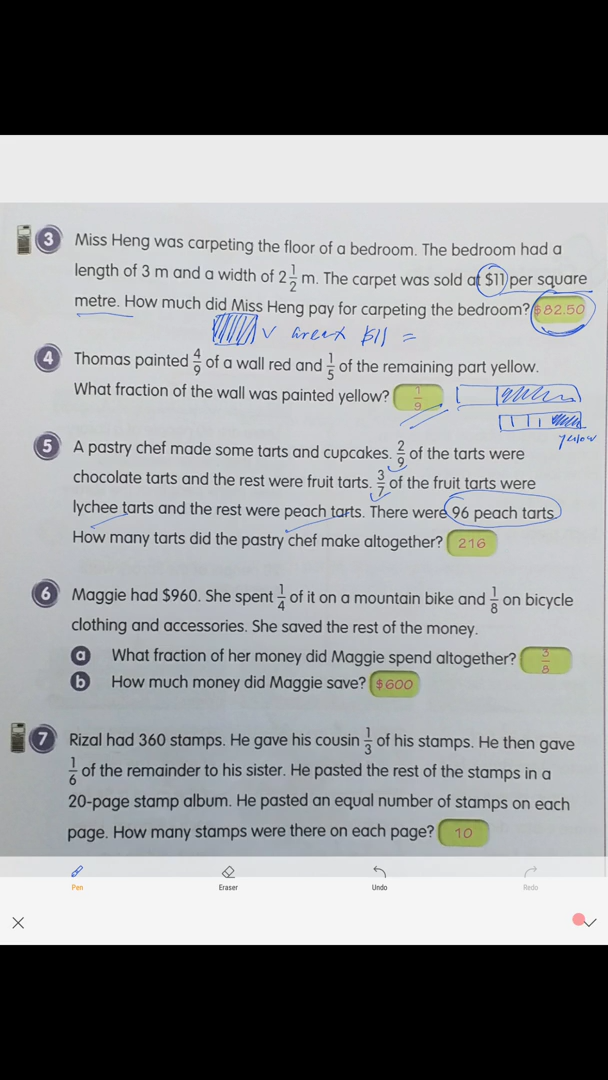 3 Miss Heng was carpeting the floor of a bedroom. The bedroom had a
length of 3 m and a width of 2 1/2 m. The carpet was sold at $11 per square
metre. How much did Miss Heng pay for carpeting the bedroom? $82.50
area x $11 =
4 Thomas painted 4/9 of a wall red and 1/5 of the remaining part yellow.
What fraction of the wall was painted yellow? 1/9
yellow
5 A pastry chef made some tarts and cupcakes. 2/9 of the tarts were
chocolate tarts and the rest were fruit tarts. 3/7 of the fruit tarts were
lychee tarts and the rest were peach tarts. There were 96 peach tarts.
How many tarts did the pastry chef make altogether? 216
6 Maggie had $960. She spent 1/4 of it on a mountain bike and 1/8 on bicycle
clothing and accessories. She saved the rest of the money.
a What fraction of her money did Maggie spend altogether? 3/8
b How much money did Maggie save? $600
7 Rizal had 360 stamps. He gave his cousin 1/3 of his stamps. He then gave
1/6 of the remainder to his sister. He pasted the rest of the stamps in a
20-page stamp album. He pasted an equal number of stamps on each
page. How many stamps were there on each page? 10
Pen Eraser Undo Redo